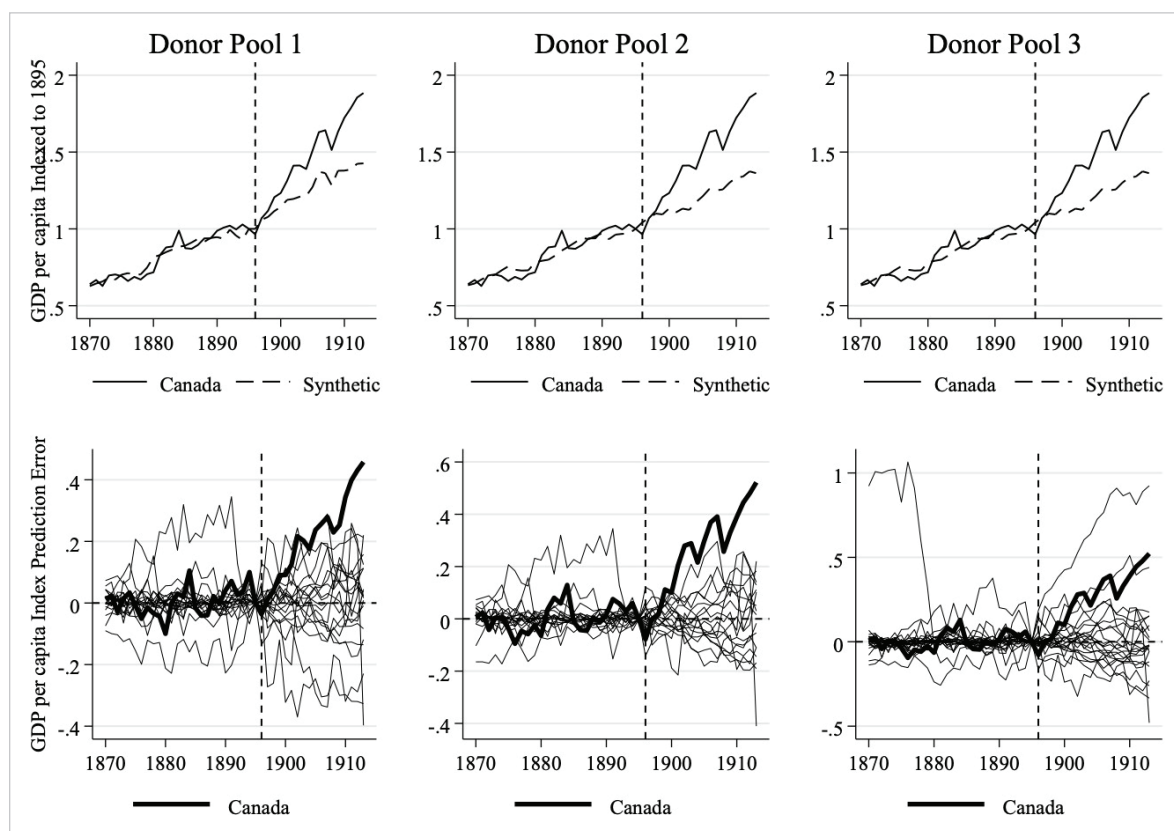 Donor Pool 1
Donor Pool 2
Donor Pool 3
GDP per capita Indexed to 1895
2
1.5
1
.5
1870 1880 1890 1900 1910
Canada Synthetic
2
1.5
1
.5
1870 1880 1890 1900 1910
Canada Synthetic
2
1.5
1
.5
1870 1880 1890 1900 1910
Canada Synthetic
GDP per capita Index Prediction Error
.4
.2
0
-.2
-.4
1870 1880 1890 1900 1910
Canada
.6
.4
.2
0
-.2
-.4
1870 1880 1890 1900 1910
Canada
1
.5
0
-.5
1870 1880 1890 1900 1910
Canada